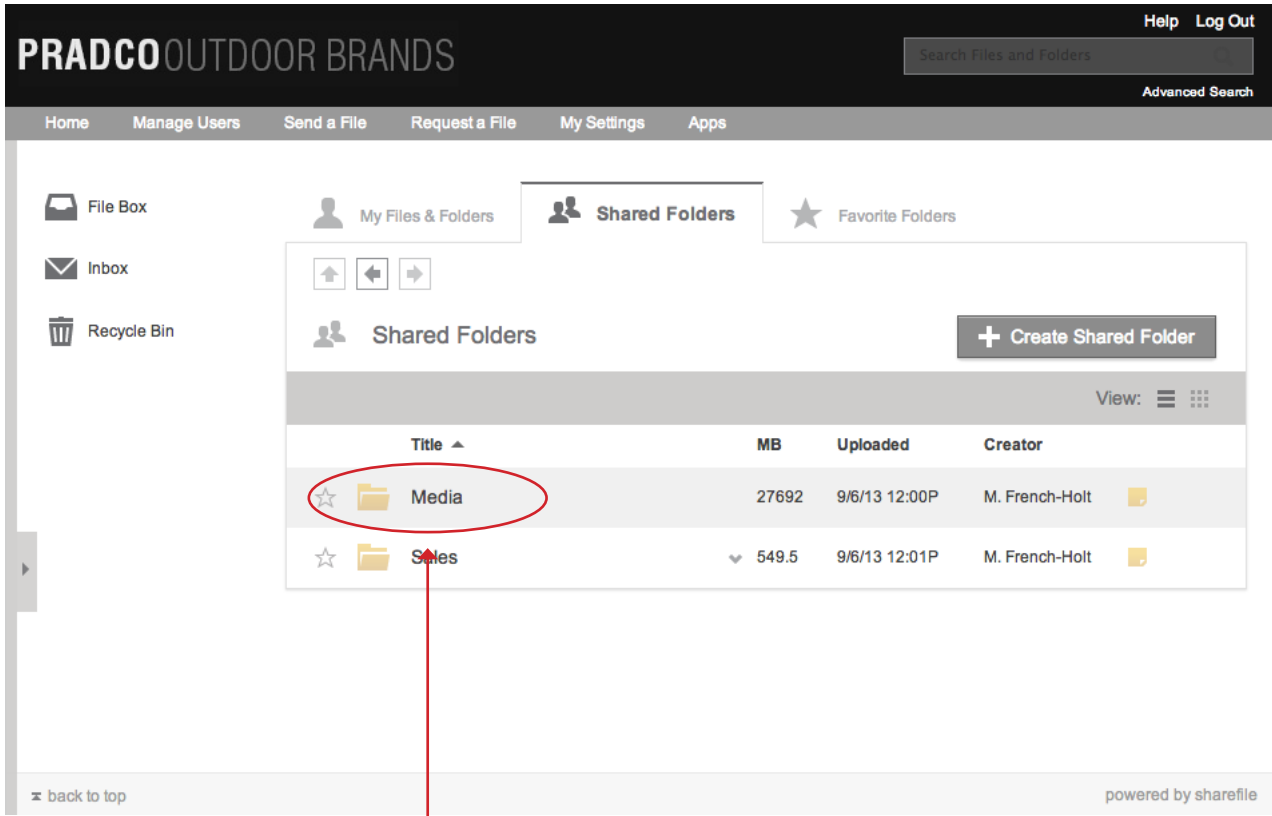 Help Log Out
PRADCO OUTDOOR BRANDS
Search Files and Folders
Advanced Search
Home Manage Users Send a File Request a File My Settings Apps
File Box
Inbox
Recycle Bin
My Files & Folders Shared Folders Favorite Folders
Shared Folders
Create Shared Folder
View:
Title MB Uploaded Creator
Media 27692 9/6/13 12:00P M. French-Holt
Sales 549.5 9/6/13 12:01P M. French-Holt
back to top
powered by sharefile